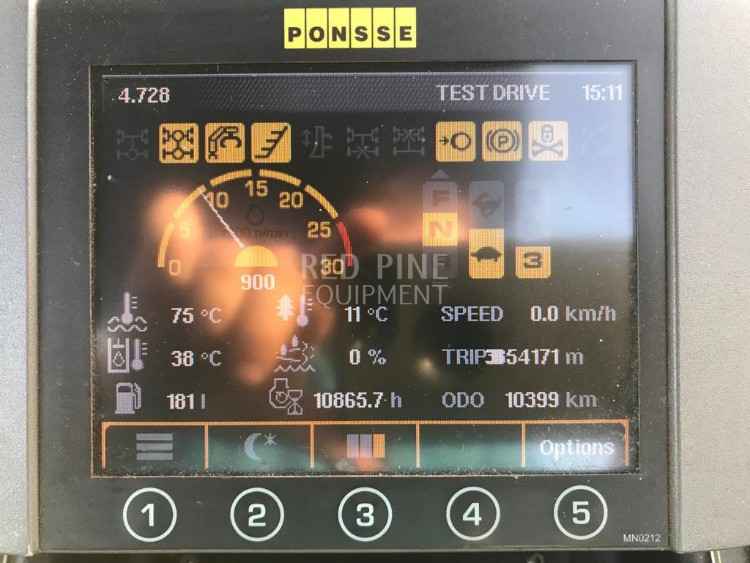 PONSSE
4.728 TEST DRIVE 15:11
P
0 5 10 15 20 25 30
F
N
3
900
RED PINE
EQUIPMENT
75 °C 11 °C SPEED 0.0 km/h
38 °C 0 % TRIP 54171 m
181 l 10865.7 h ODO 10399 km
Options
1 2 3 4 5
MN0212